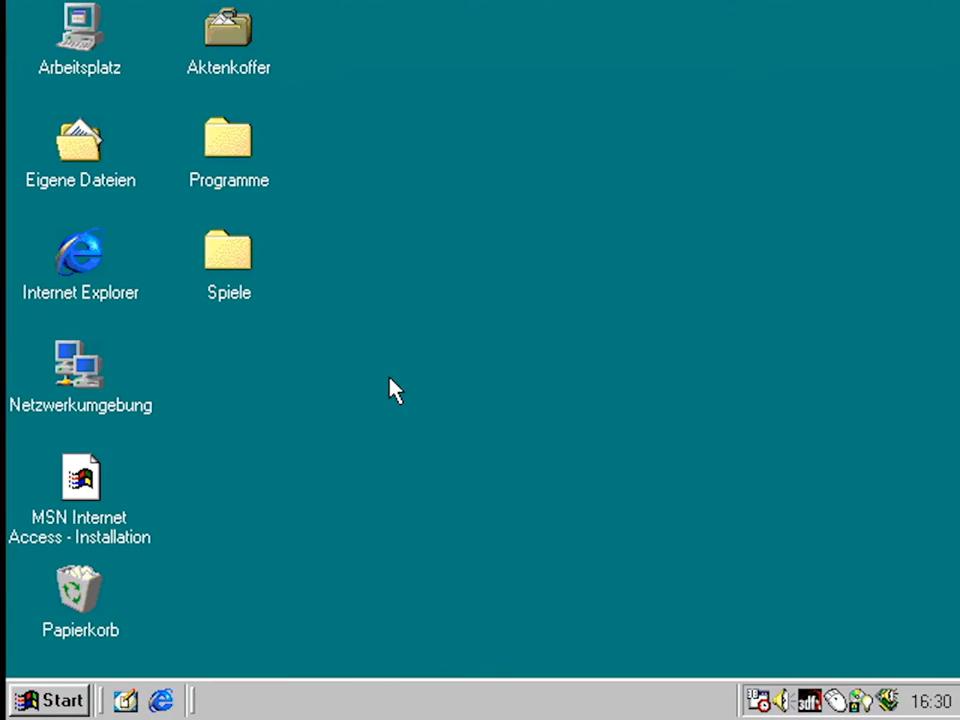 Arbeitsplatz
Aktenkoffer
Eigene Dateien
Programme
Internet Explorer
Spiele
Netzwerkumgebung
MSN Internet
Access - Installation
Papierkorb
Start
16:30